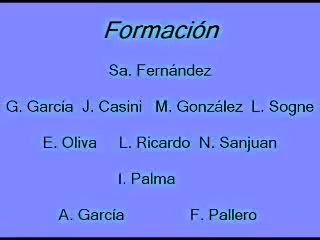 Formación
Sa. Fernández
G. García J. Casini M. González L. Sogne
E. Oliva L. Ricardo N. Sanjuan
I. Palma
A. García F. Pallero